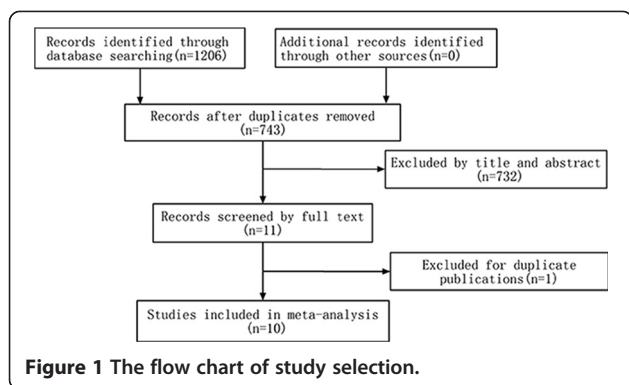 Records identified through
database searching(n=1206)
Additional records identified
through other sources(n=0)
Records after duplicates removed
(n=743)
Excluded by title and abstract
(n=732)
Records screened by full text
(n=11)
Excluded for duplicate
publications(n=1)
Studies included in meta-analysis
(n=10)
Figure 1 The flow chart of study selection.